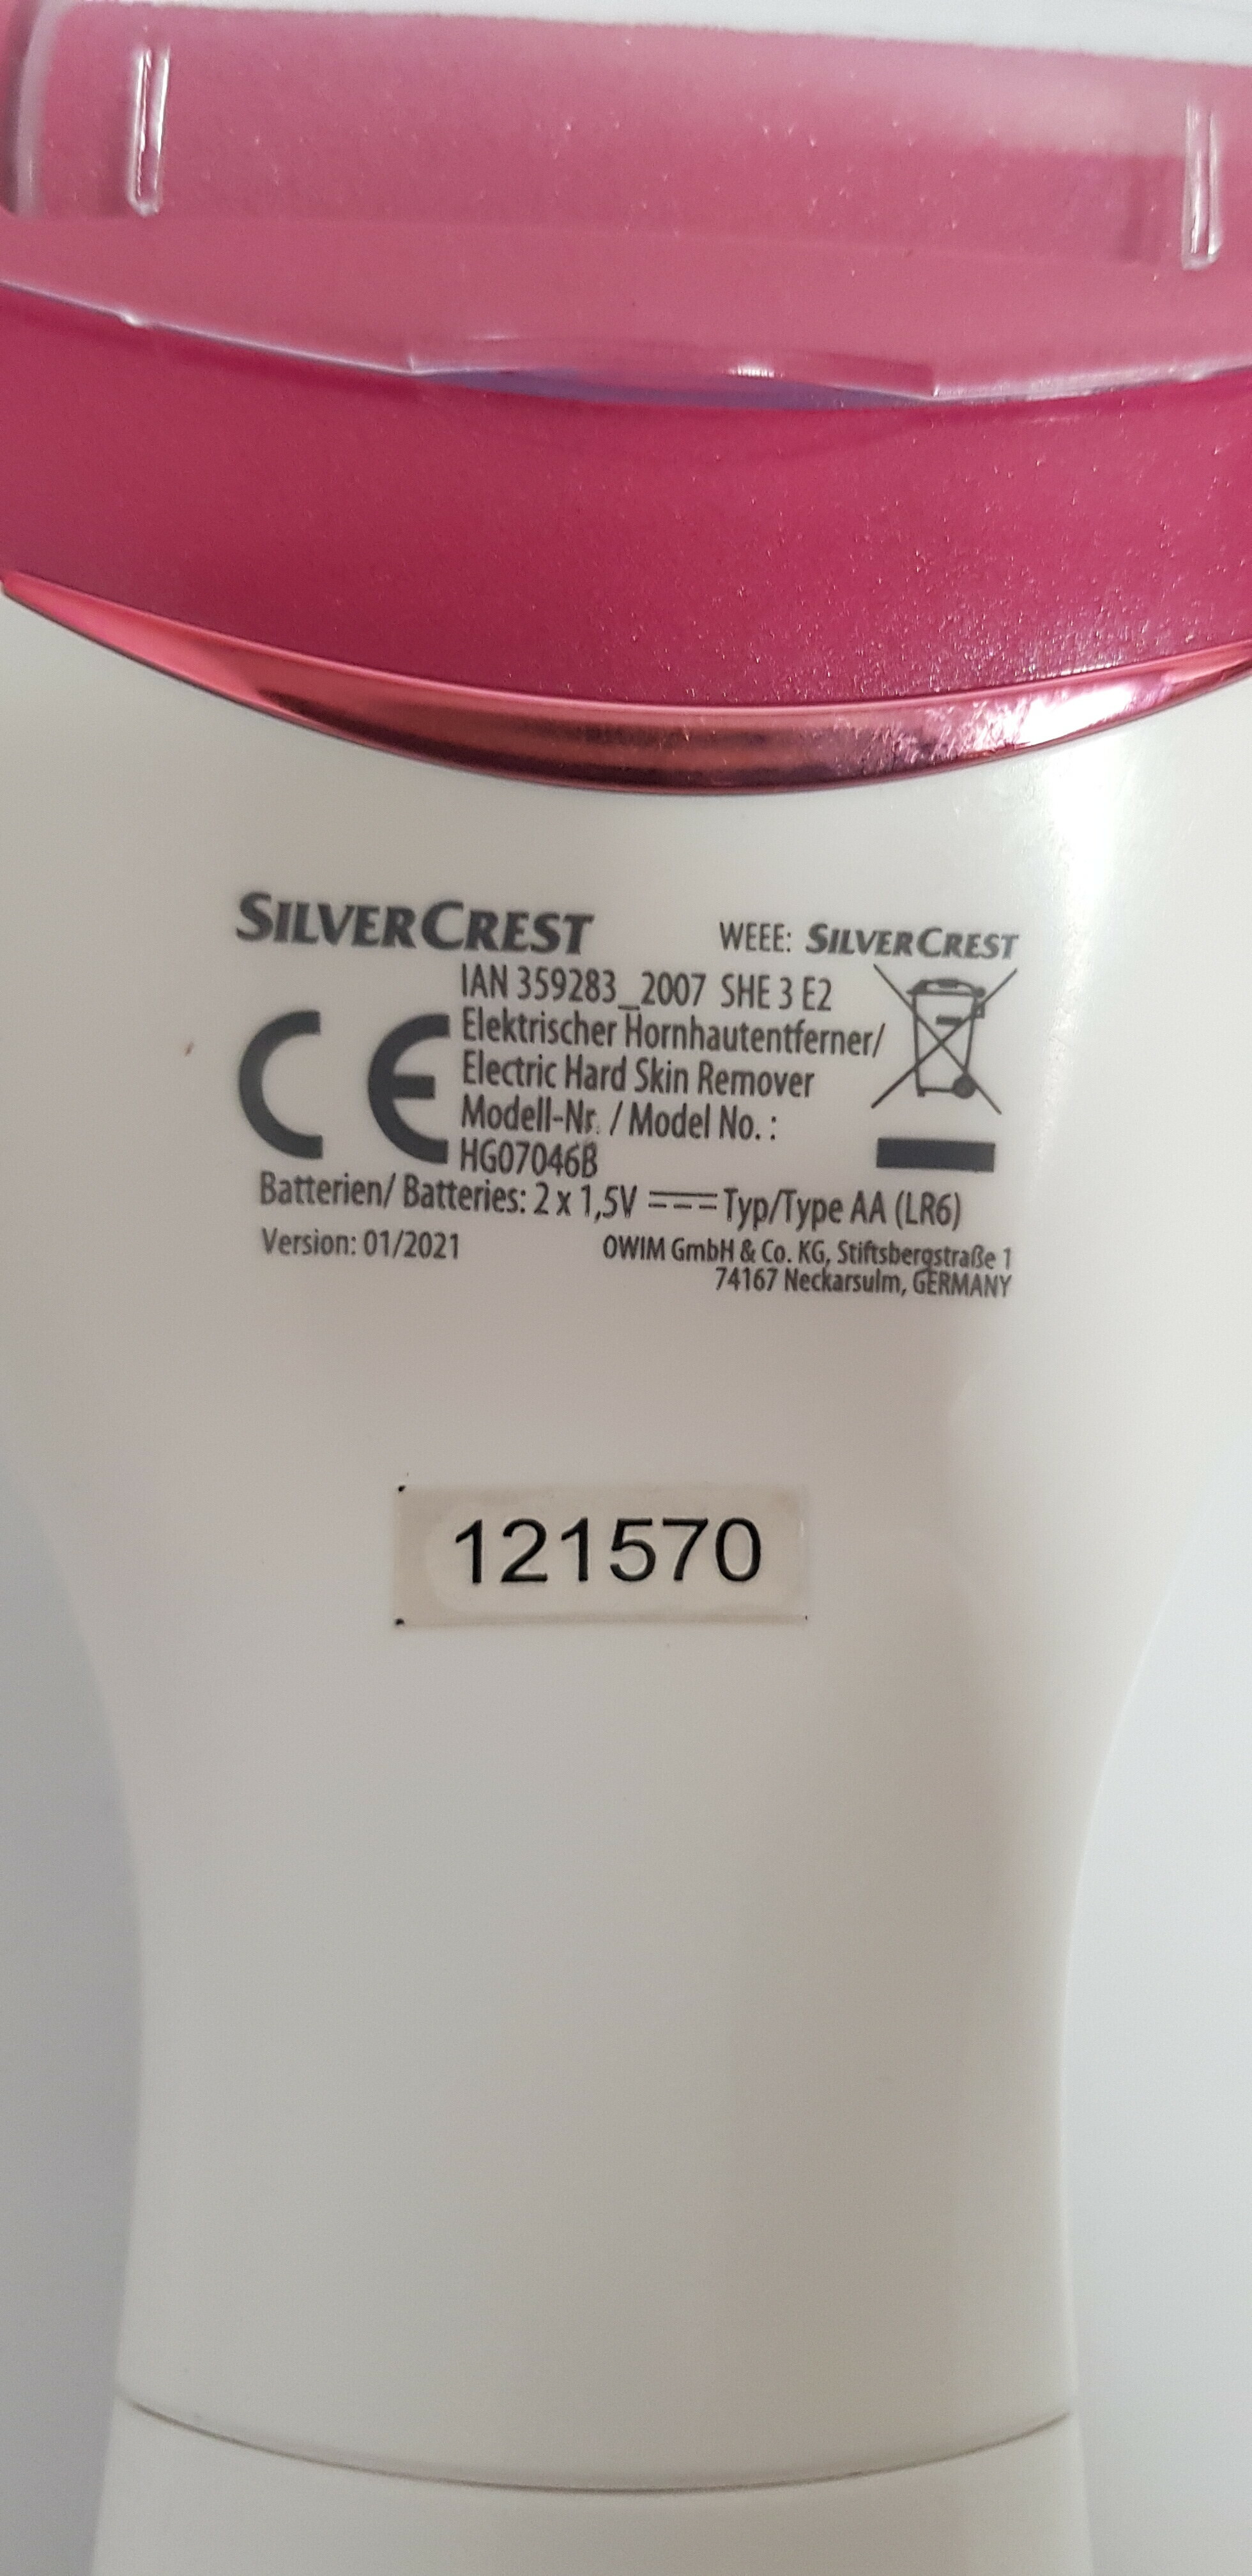 SILVERCREST
WEEE: SILVERCREST
IAN 359283_2007 SHE 3 E2
CE
Elektrischer Hornhautentferner/
Electric Hard Skin Remover
Modell-Nr. / Model No. :
HG07046B
Batterien/ Batteries: 2 x 1,5V ⎓ Typ/Type AA (LR6)
Version: 01/2021
OWIM GmbH & Co. KG, Stiftsbergstraße 1
74167 Neckarsulm, GERMANY
121570